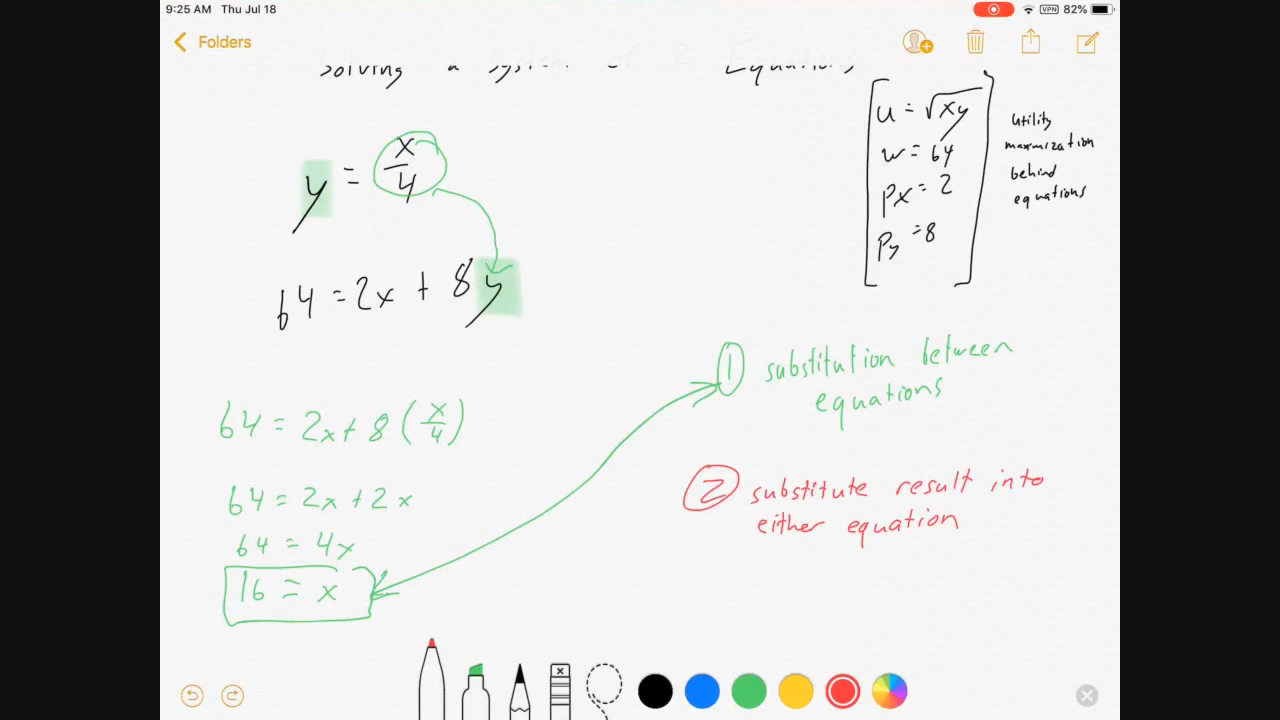 9:25 AM Thu Jul 18
VPN 82%
Folders
Solving a System of 2 Equations
y = x/4
64 = 2x + 8y
u = √xy
w = 64
px = 2
py = 8
utility
maximization
behind
equations
64 = 2x + 8 (x/4)
64 = 2x + 2x
64 = 4x
16 = x
1 substitution between
equations
2 substitute result into
either equation